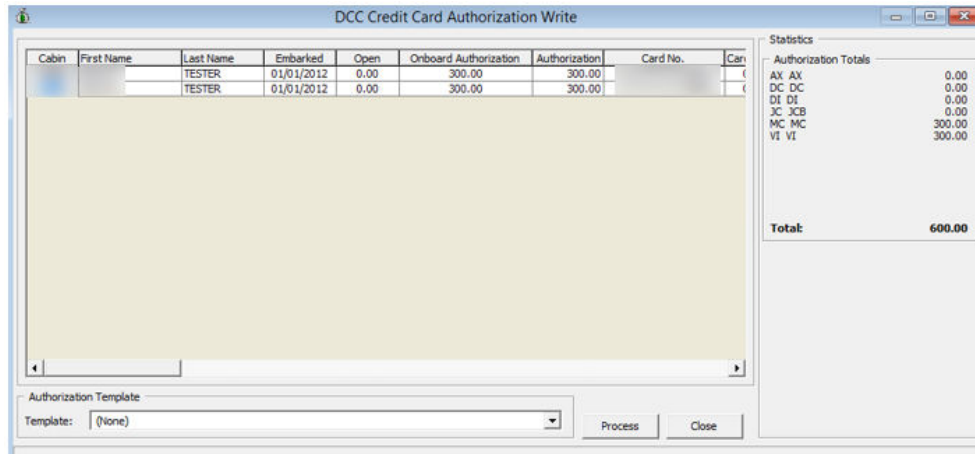 DCC Credit Card Authorization Write
Cabin First Name Last Name Embarked Open Onboard Authorization Authorization Card No. Car
TESTER 01/01/2012 0.00 300.00 300.00
TESTER 01/01/2012 0.00 300.00 300.00
Statistics
Authorization Totals
AX AX 0.00
DC DC 0.00
DI DI 0.00
JC JCB 0.00
MC MC 300.00
VI VI 300.00
Total: 600.00
Authorization Template
Template: (None)
Process Close